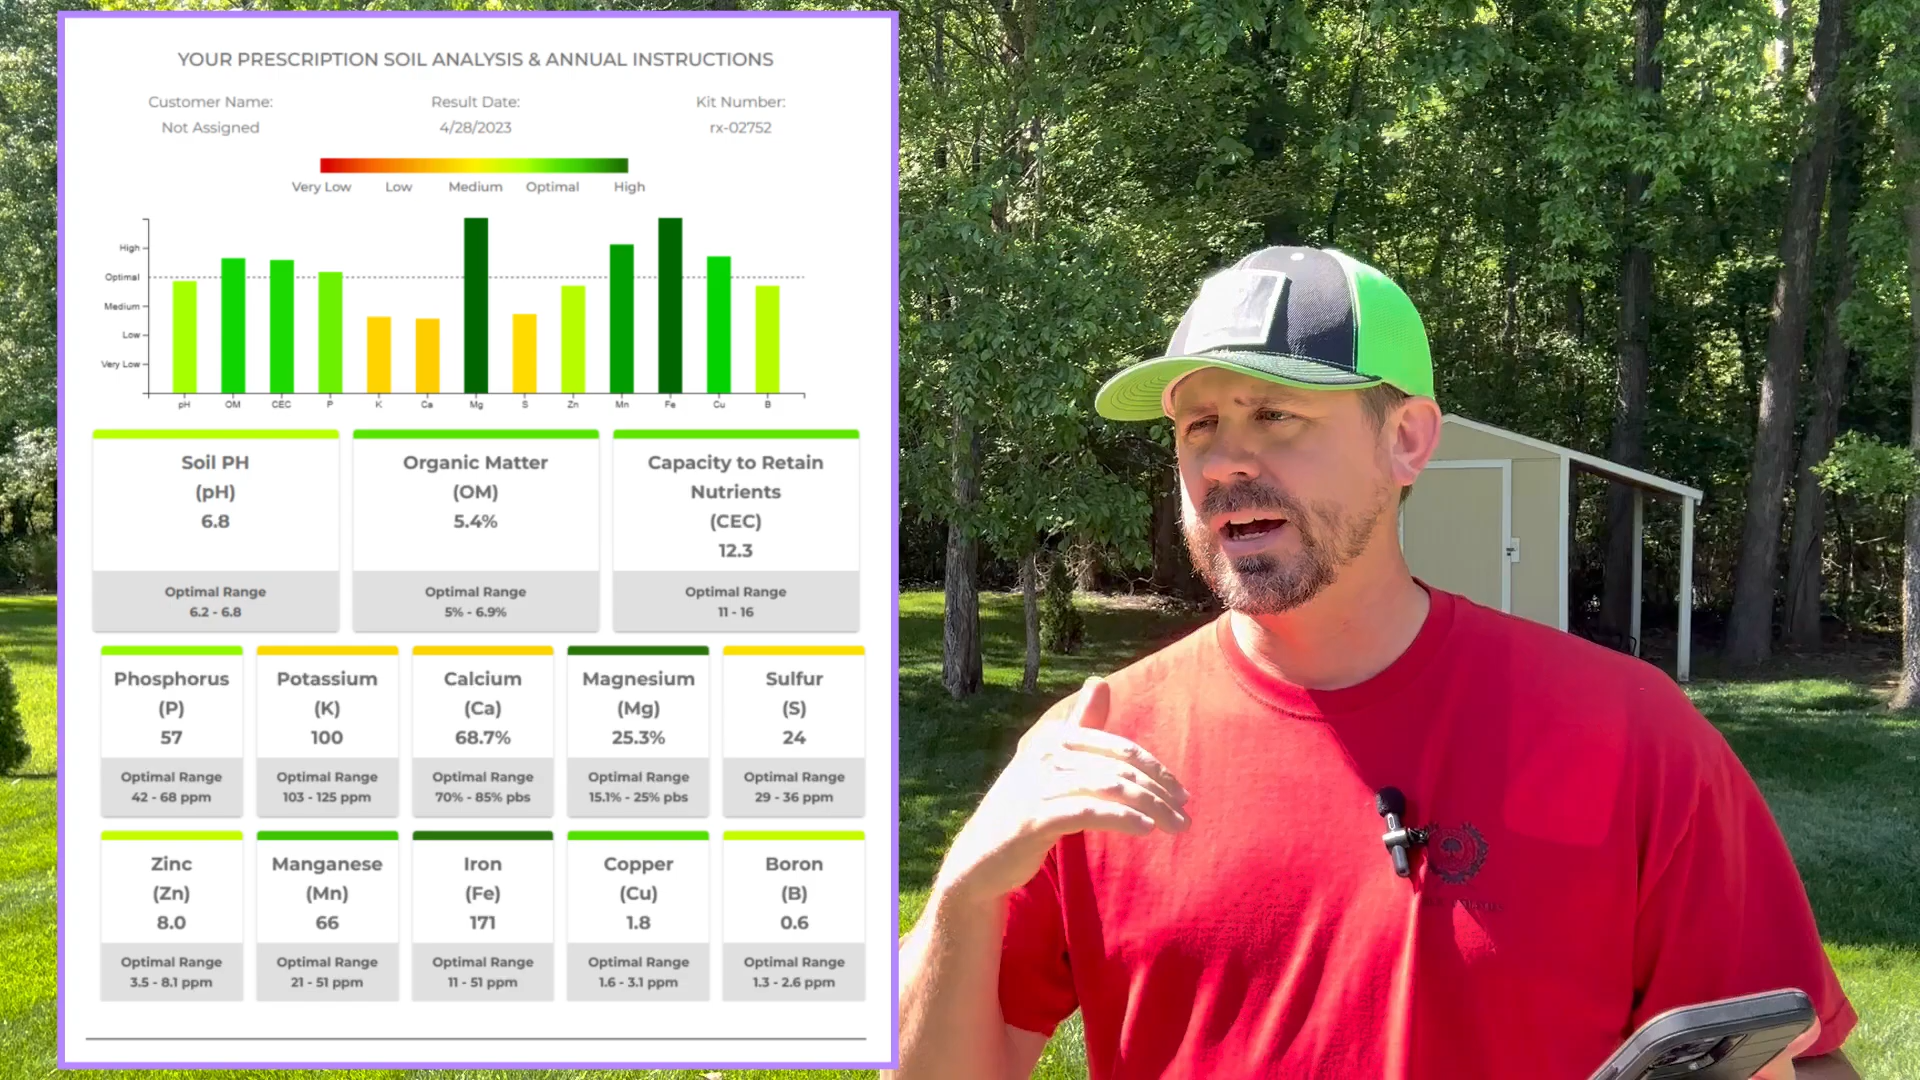 YOUR PRESCRIPTION SOIL ANALYSIS & ANNUAL INSTRUCTIONS
Customer Name: Result Date: Kit Number:
Not Assigned 4/28/2023 rx-02752
Very Low Low Medium Optimal High
High
Optimal
Medium
Low
Very Low
pH OM CEC P K Ca Mg S Zn Mn Fe Cu B
Soil PH
(pH)
6.8
Optimal Range
6.2 - 6.8
Organic Matter
(OM)
5.4%
Optimal Range
5% - 6.9%
Capacity to Retain
Nutrients
(CEC)
12.3
Optimal Range
11 - 16
Phosphorus
(P)
57
Optimal Range
42 - 68 ppm
Potassium
(K)
100
Optimal Range
103 - 125 ppm
Calcium
(Ca)
68.7%
Optimal Range
70% - 85% pbs
Magnesium
(Mg)
25.3%
Optimal Range
15.1% - 25% pbs
Sulfur
(S)
24
Optimal Range
29 - 36 ppm
Zinc
(Zn)
8.0
Optimal Range
3.5 - 8.1 ppm
Manganese
(Mn)
66
Optimal Range
21 - 51 ppm
Iron
(Fe)
171
Optimal Range
11 - 51 ppm
Copper
(Cu)
1.8
Optimal Range
1.6 - 3.1 ppm
Boron
(B)
0.6
Optimal Range
1.3 - 2.6 ppm